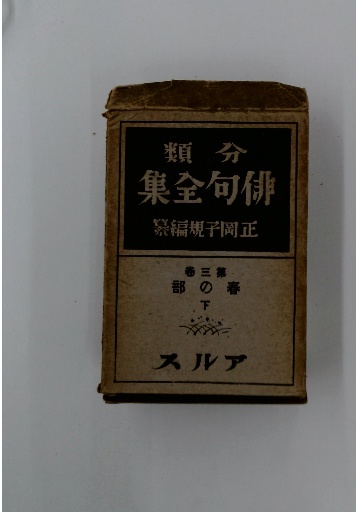 分類
俳句全集
正岡子規編纂
第三巻
春の部
下
アルス